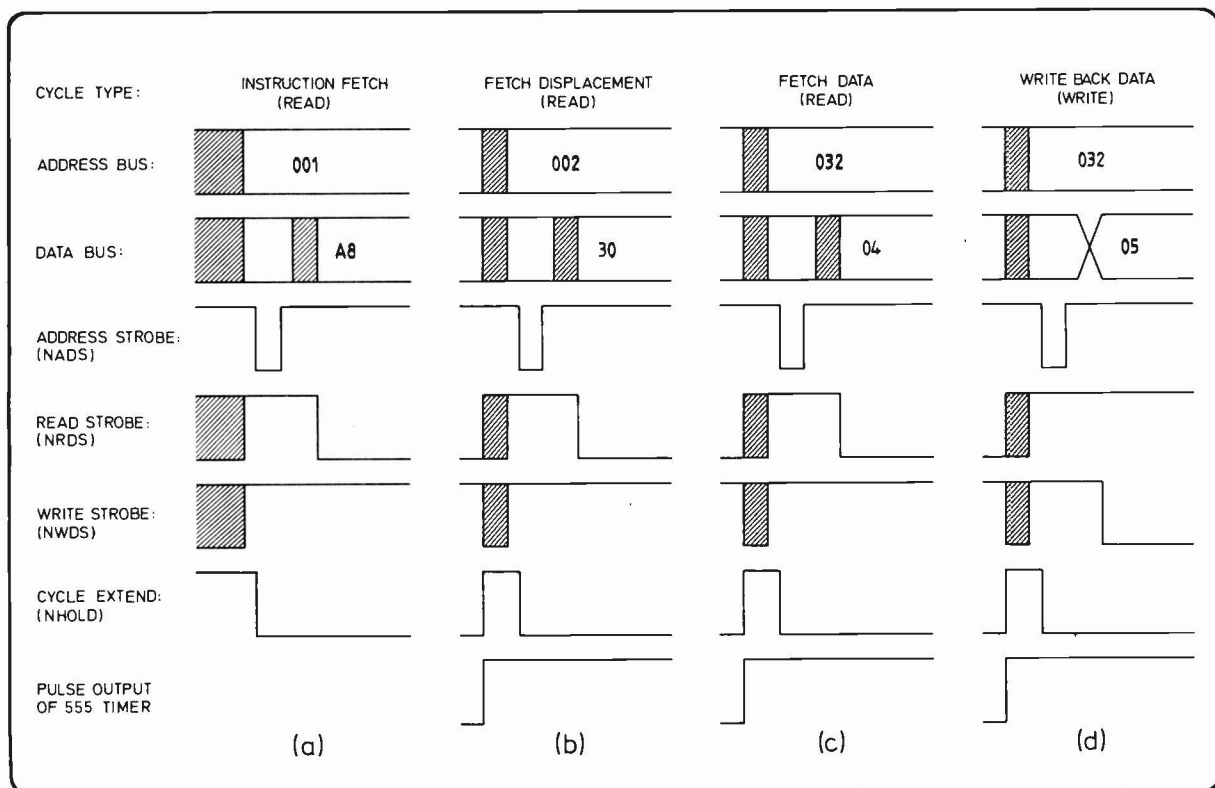 CYCLE TYPE:
INSTRUCTION FETCH
(READ)
FETCH DISPLACEMENT
(READ)
FETCH DATA
(READ)
WRITE BACK DATA
(WRITE)
ADDRESS BUS:
001
002
032
032
DATA BUS:
A8
30
04
05
ADDRESS STROBE:
(NADS)
READ STROBE:
(NRDS)
WRITE STROBE:
(NWDS)
CYCLE EXTEND:
(NHOLD)
PULSE OUTPUT
OF 555 TIMER
(a)
(b)
(c)
(d)